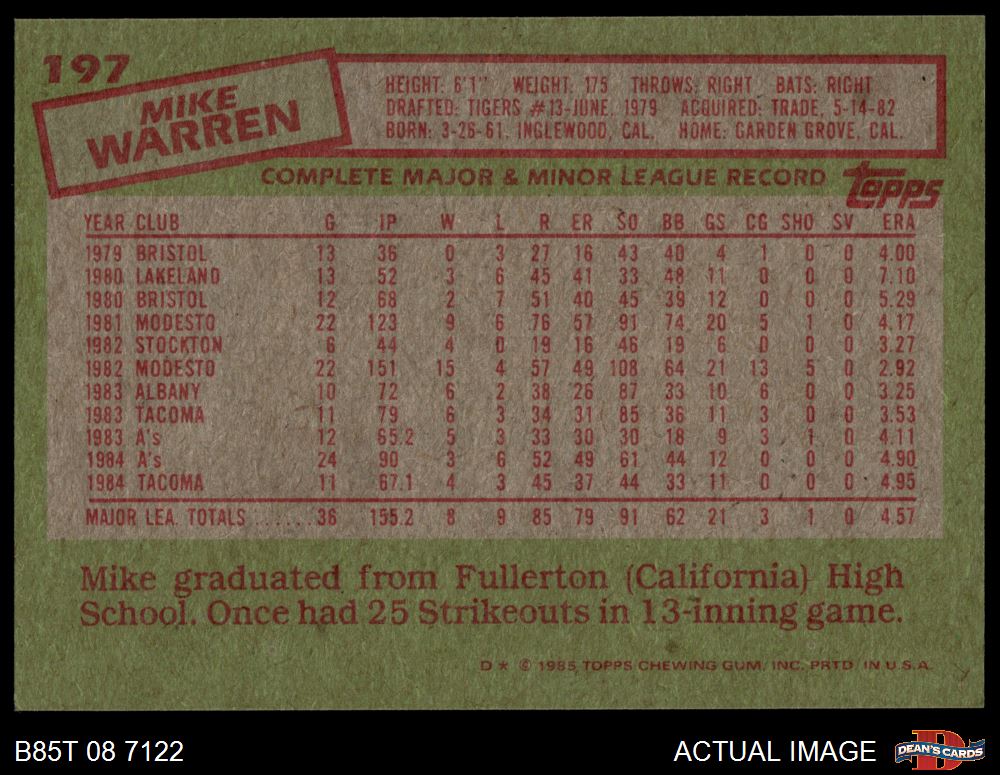 197
MIKE
WARREN
HEIGHT: 6'1" WEIGHT: 175 THROWS: RIGHT BATS: RIGHT
DRAFTED: TIGERS #13-JUNE, 1979 ACQUIRED: TRADE, 5-14-82
BORN: 3-26-61, INGLEWOOD, CAL. HOME: GARDEN GROVE, CAL.
COMPLETE MAJOR & MINOR LEAGUE RECORD topps
YEAR CLUB G IP W L R ER SO BB GS CG SHO SV ERA
1979 BRISTOL 13 36 0 3 27 16 43 40 4 1 0 0 4.00
1980 LAKELAND 13 52 3 6 45 41 33 48 11 0 0 0 7.10
1980 BRISTOL 12 68 2 7 51 40 45 39 12 0 0 0 5.29
1981 MODESTO 22 123 9 6 76 57 91 74 20 5 1 0 4.17
1982 STOCKTON 6 44 4 0 19 16 46 19 6 0 0 0 3.27
1982 MODESTO 22 151 15 4 57 49 108 64 21 13 5 0 2.92
1983 ALBANY 10 72 6 2 38 26 87 33 10 6 0 0 3.25
1983 TACOMA 11 79 6 3 34 31 85 36 11 3 0 0 3.53
1983 A's 12 65.2 5 3 33 30 30 18 9 3 1 0 4.11
1984 A's 24 90 3 6 52 49 61 44 12 0 0 0 4.90
1984 TACOMA 11 67.1 4 3 45 37 44 33 11 0 0 0 4.95
MAJOR LEA. TOTALS ......36 155.2 8 9 85 79 91 62 21 3 1 0 4.57
Mike graduated from Fullerton (California) High
School. Once had 25 Strikeouts in 13-inning game.
D * © 1985 TOPPS CHEWING GUM, INC. PRTD. IN U.S.A.
B85T 08 7122 ACTUAL IMAGE DEAN'S CARDS